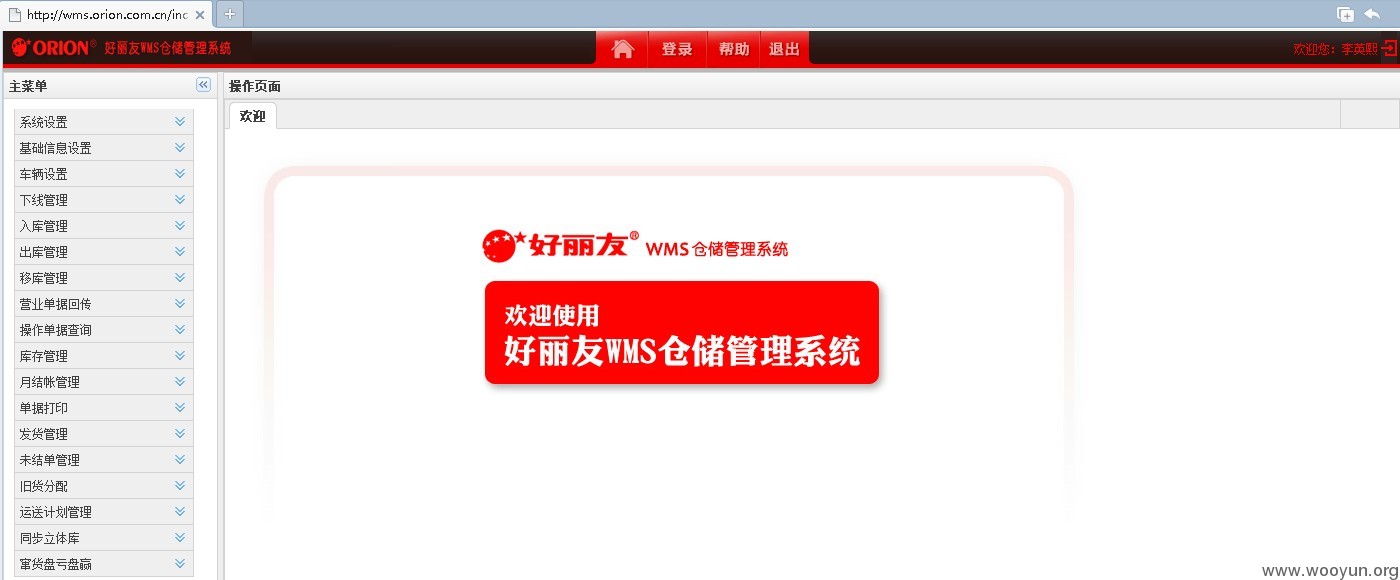 http://wms.orion.com.cn/inc
ORION® 好丽友WMS仓储管理系统
登录 帮助 退出
欢迎您：李英熙
主菜单
操作页面
欢迎
系统设置
基础信息设置
车辆设置
下线管理
入库管理
出库管理
移库管理
营业单据回传
操作单据查询
库存管理
月结帐管理
单据打印
发货管理
未结单管理
旧货分配
运送计划管理
同步立体库
窜货盘亏盘赢
好丽友® WMS仓储管理系统
欢迎使用
好丽友WMS仓储管理系统
www.wooyun.org